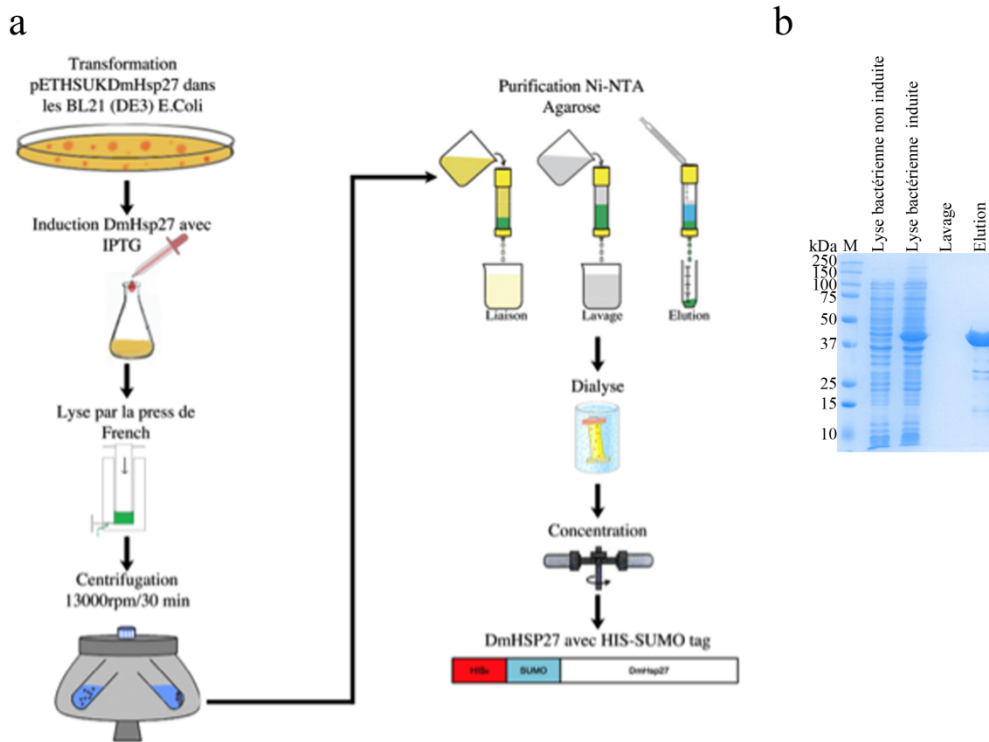 a
Transformation
pETHSUKDmHsp27 dans
les BL21 (DE3) E.Coli
Induction DmHsp27 avec
IPTG
Lyse par la press de
French
Centrifugation
13000rpm/30 min
Purification Ni-NTA
Agarose
Liaison
Lavage
Elution
Dialyse
Concentration
DmHSP27 avec HIS-SUMO tag
HIS6
SUMO
DmHsp27
b
kDa
M
Lyse bactérienne non induite
Lyse bactérienne induite
Lavage
Elution
250
150
100
75
50
37
25
15
10